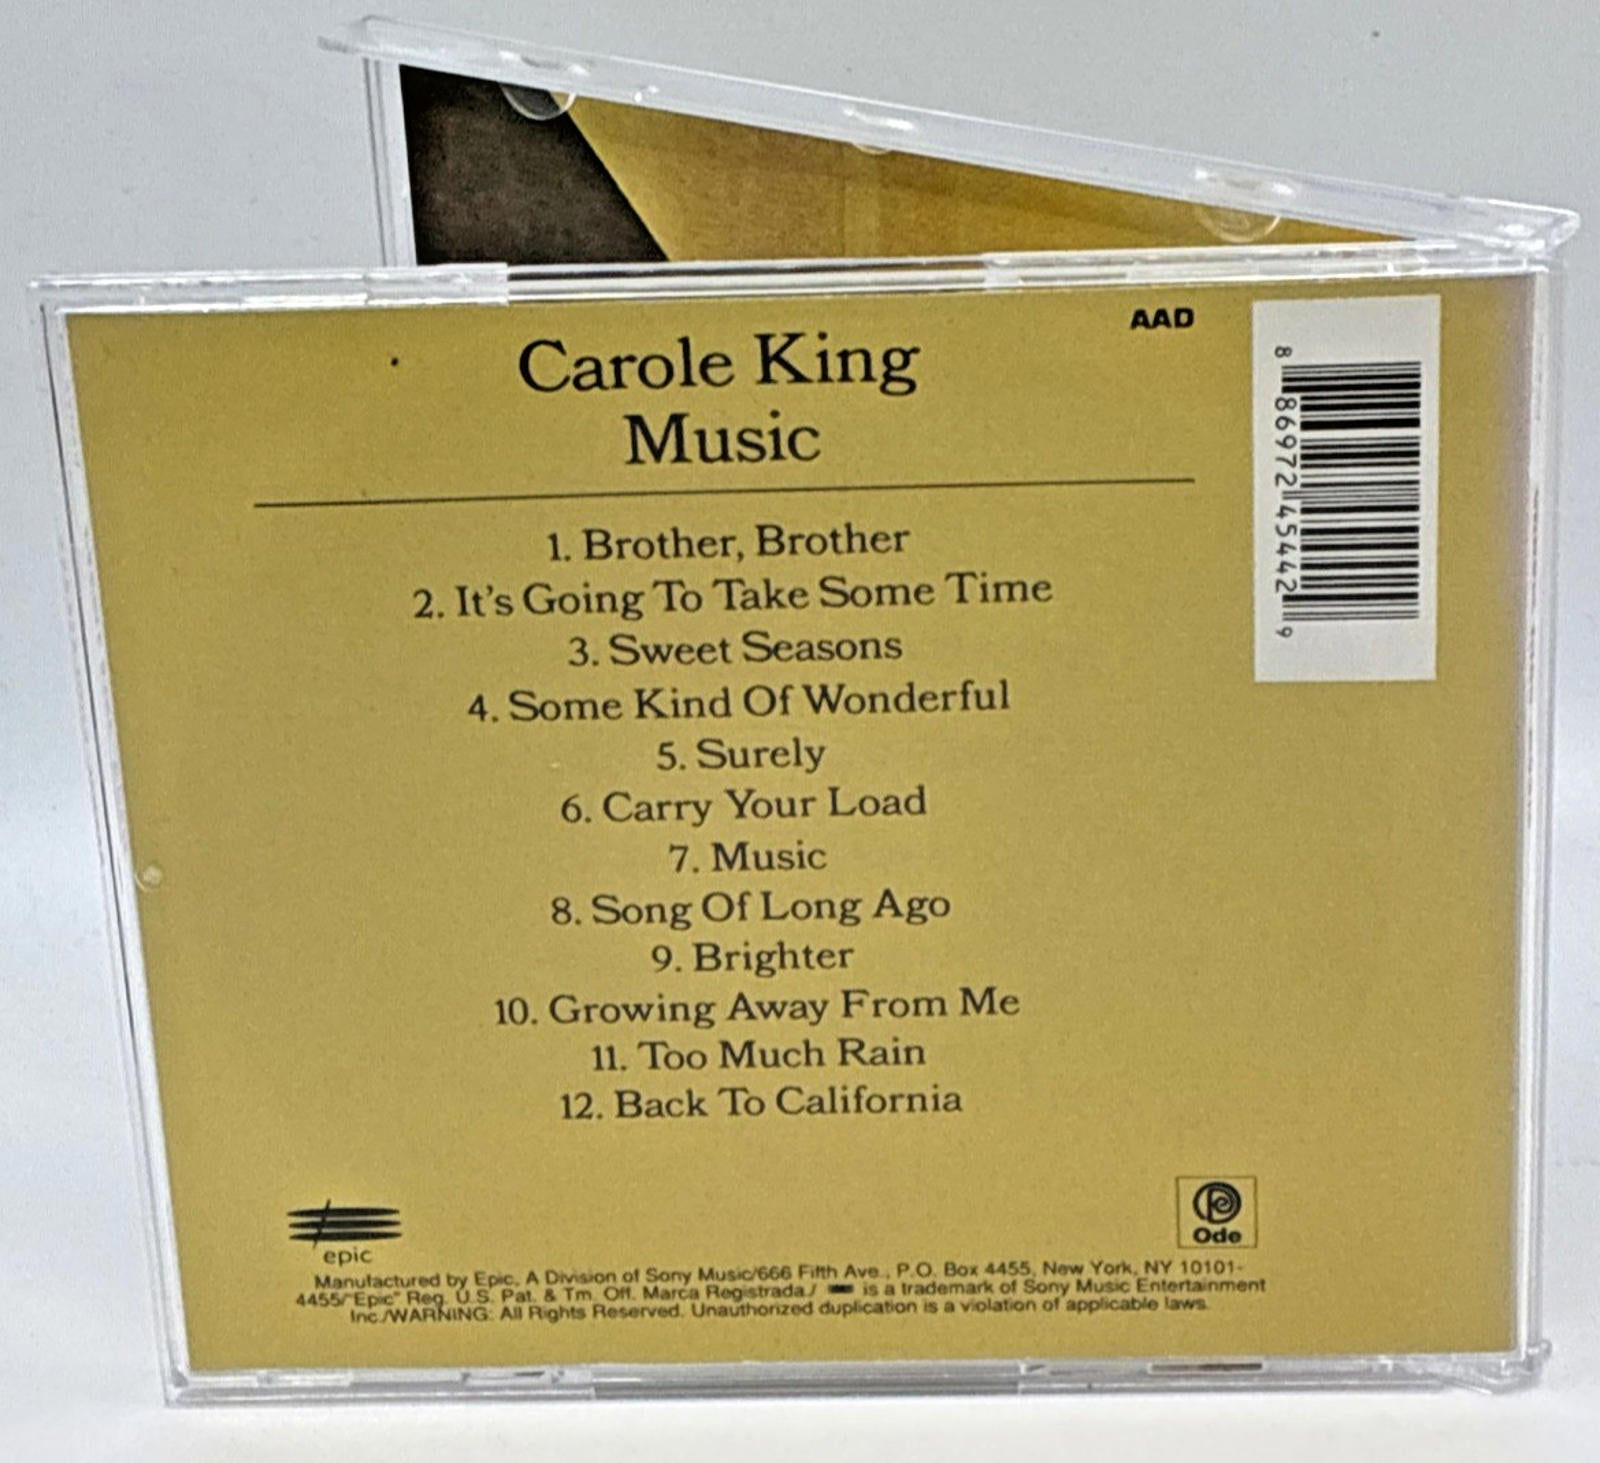 AAD
Carole King
Music
1. Brother, Brother
2. It's Going To Take Some Time
3. Sweet Seasons
4. Some Kind Of Wonderful
5. Surely
6. Carry Your Load
7. Music
8. Song Of Long Ago
9. Brighter
10. Growing Away From Me
11. Too Much Rain
12. Back To California
8 86972 45442 9
epic
Ode
Manufactured by Epic, A Division of Sony Music/666 Fifth Ave., P.O. Box 4455, New York, NY 10101-
4455/"Epic" Reg. U.S. Pat. & Tm. Off. Marca Registrada./ is a trademark of Sony Music Entertainment
Inc./WARNING: All Rights Reserved. Unauthorized duplication is a violation of applicable laws.